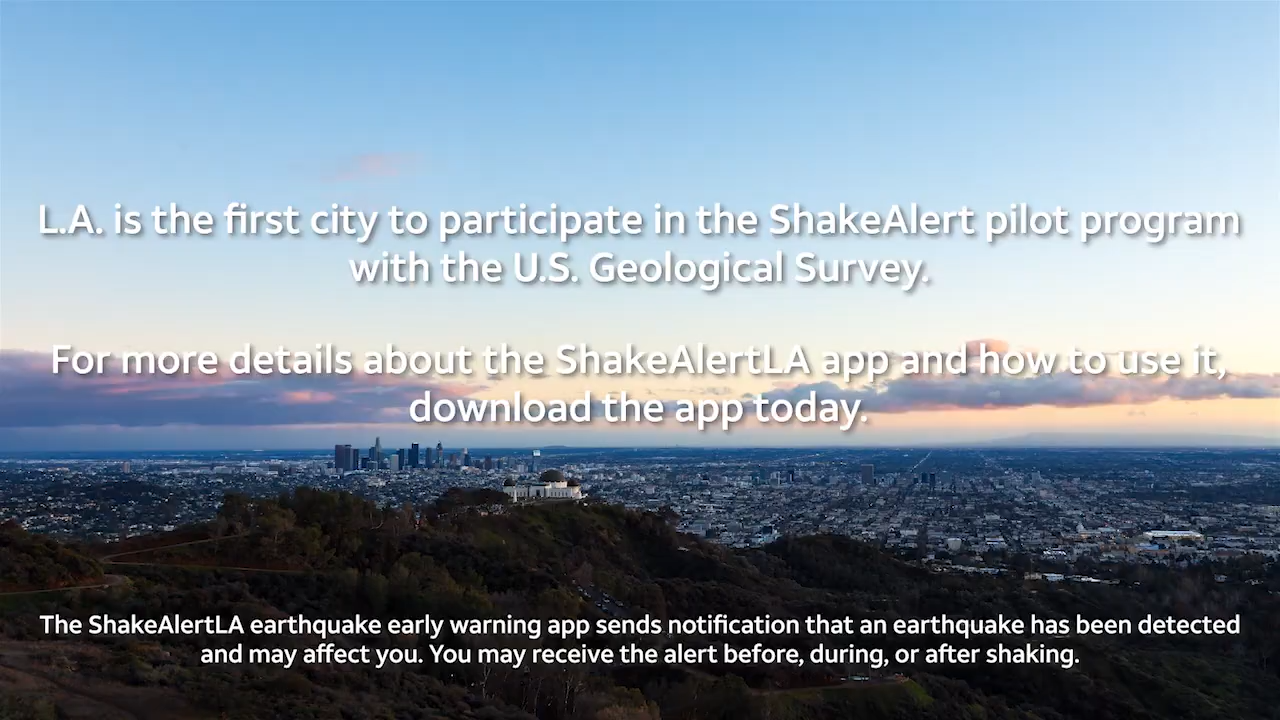 L.A. is the first city to participate in the ShakeAlert pilot program
with the U.S. Geological Survey.
For more details about the ShakeAlertLA app and how to use it,
download the app today.
The ShakeAlertLA earthquake early warning app sends notification that an earthquake has been detected
and may affect you. You may receive the alert before, during, or after shaking.